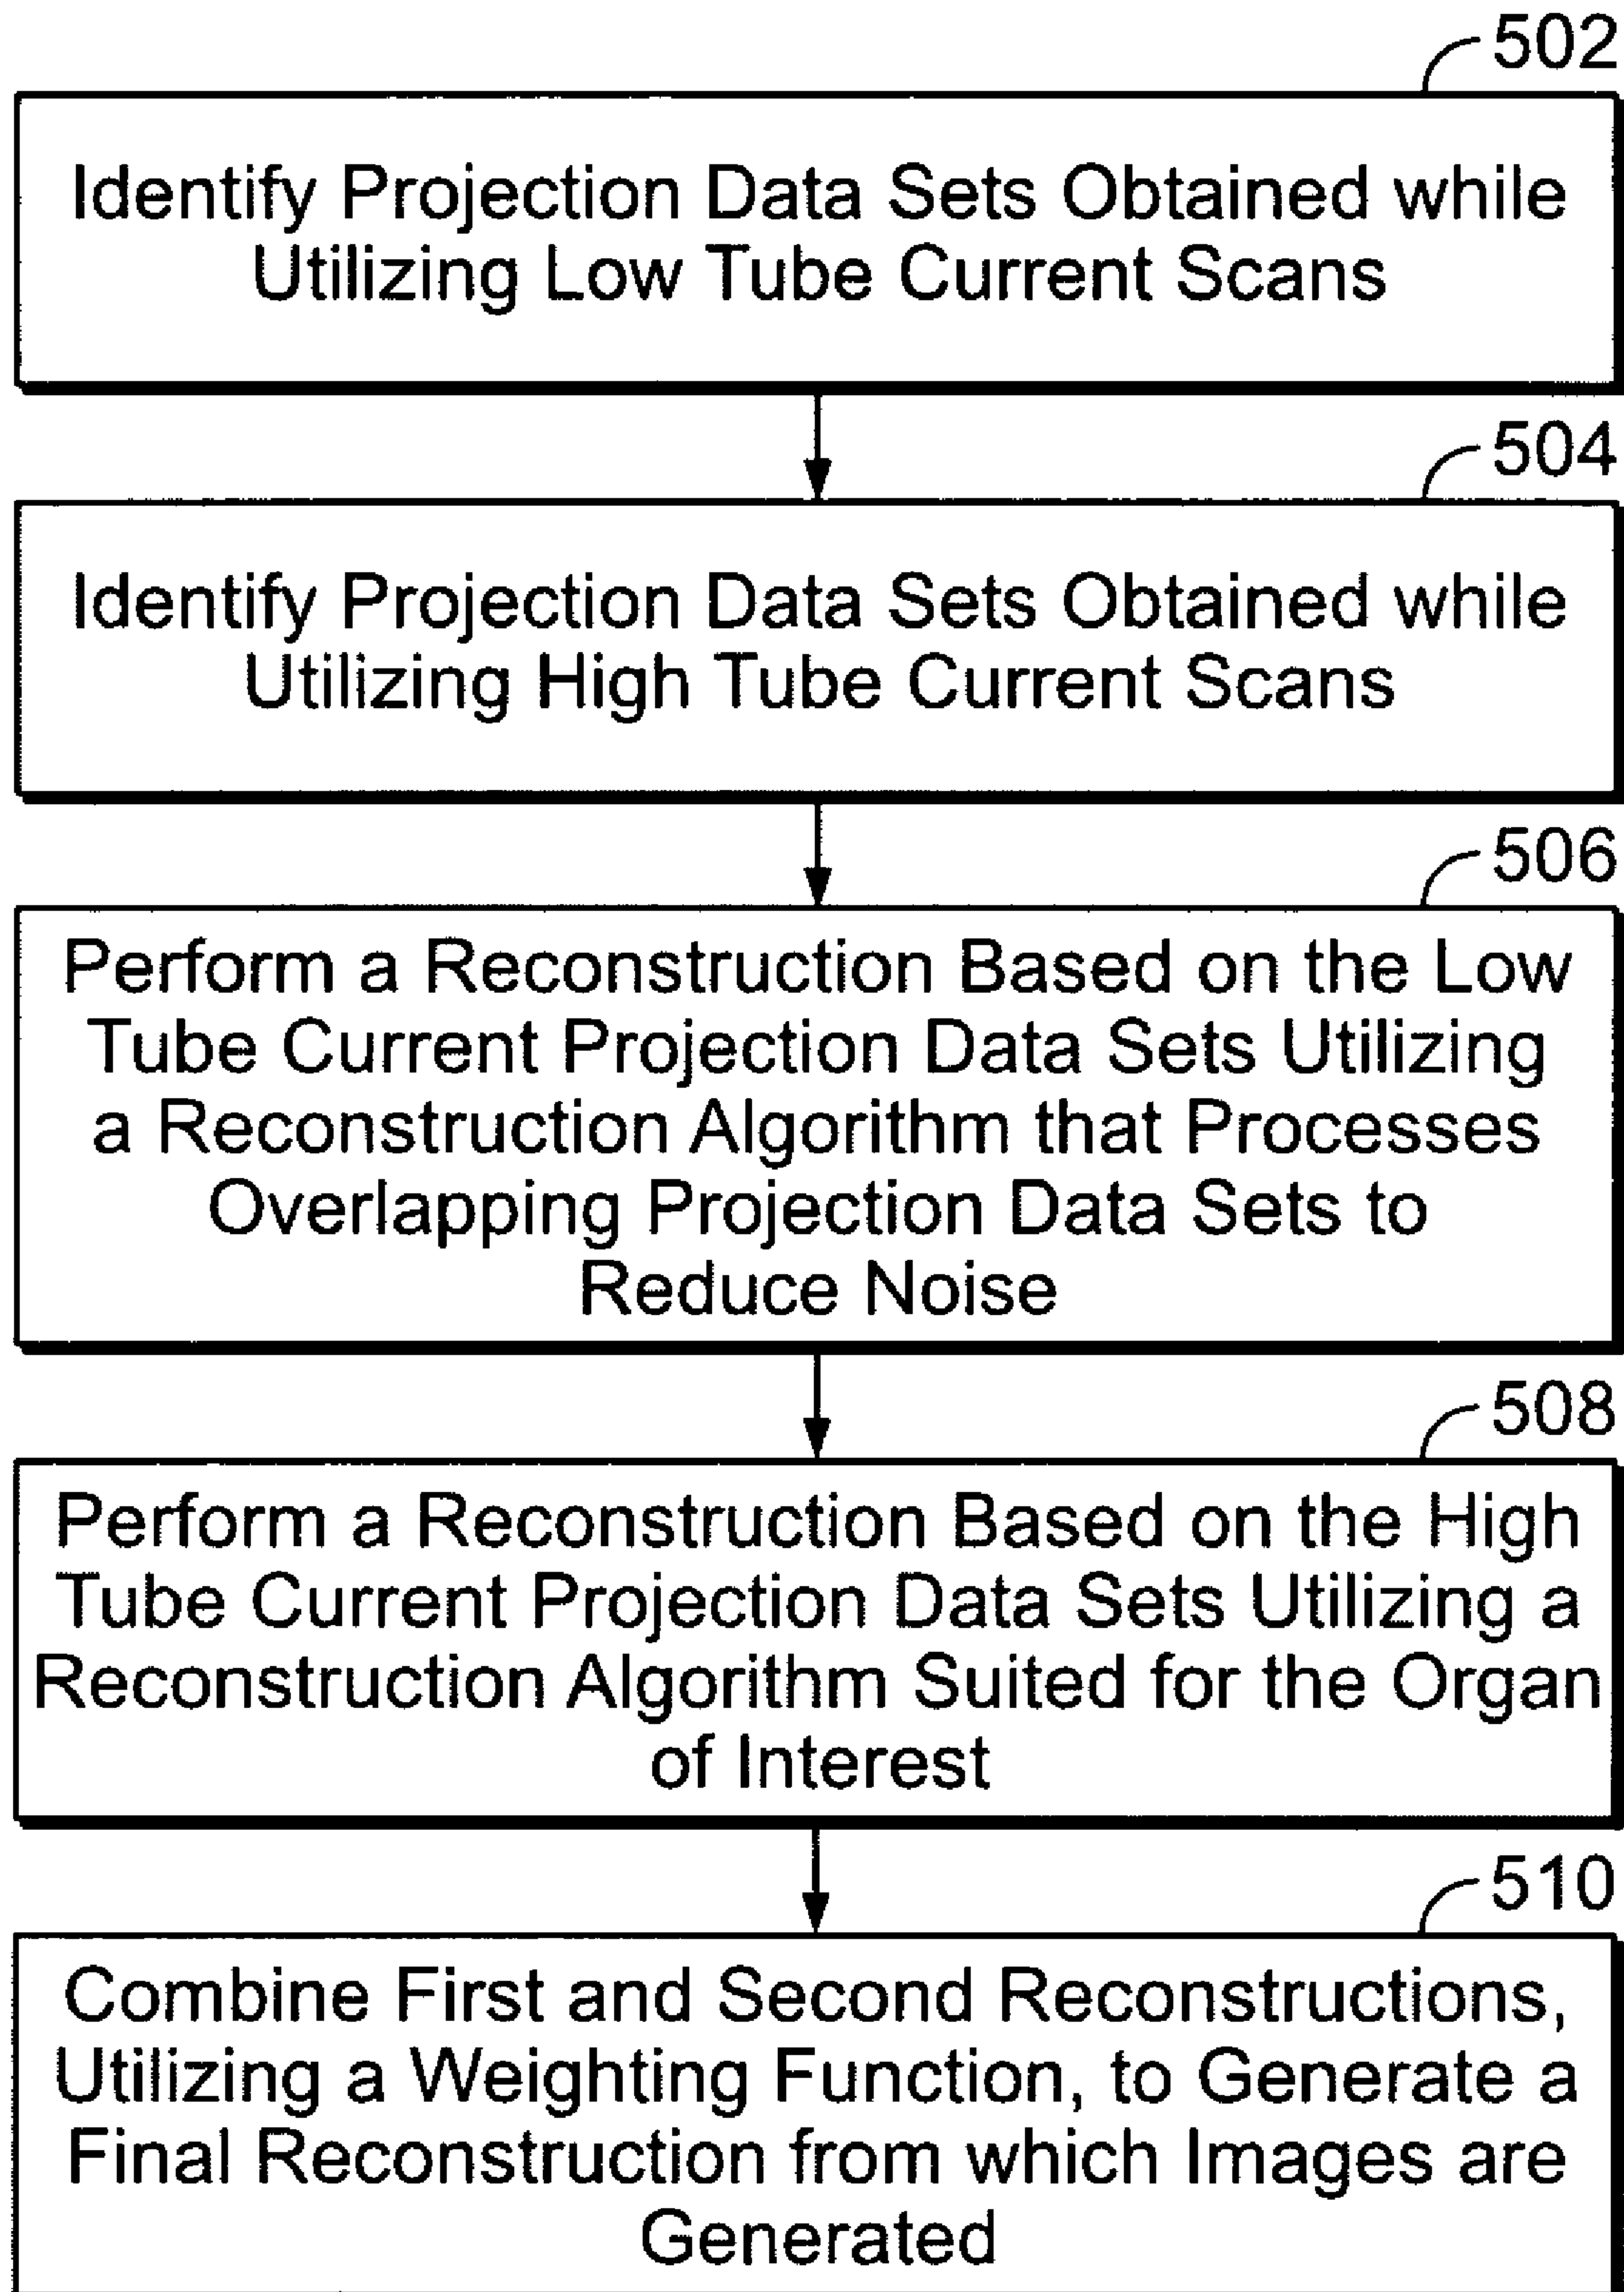 502
Identify Projection Data Sets Obtained while
Utilizing Low Tube Current Scans
504
Identify Projection Data Sets Obtained while
Utilizing High Tube Current Scans
506
Perform a Reconstruction Based on the Low
Tube Current Projection Data Sets Utilizing
a Reconstruction Algorithm that Processes
Overlapping Projection Data Sets to
Reduce Noise
508
Perform a Reconstruction Based on the High
Tube Current Projection Data Sets Utilizing a
Reconstruction Algorithm Suited for the Organ
of Interest
510
Combine First and Second Reconstructions,
Utilizing a Weighting Function, to Generate a
Final Reconstruction from which Images are
Generated